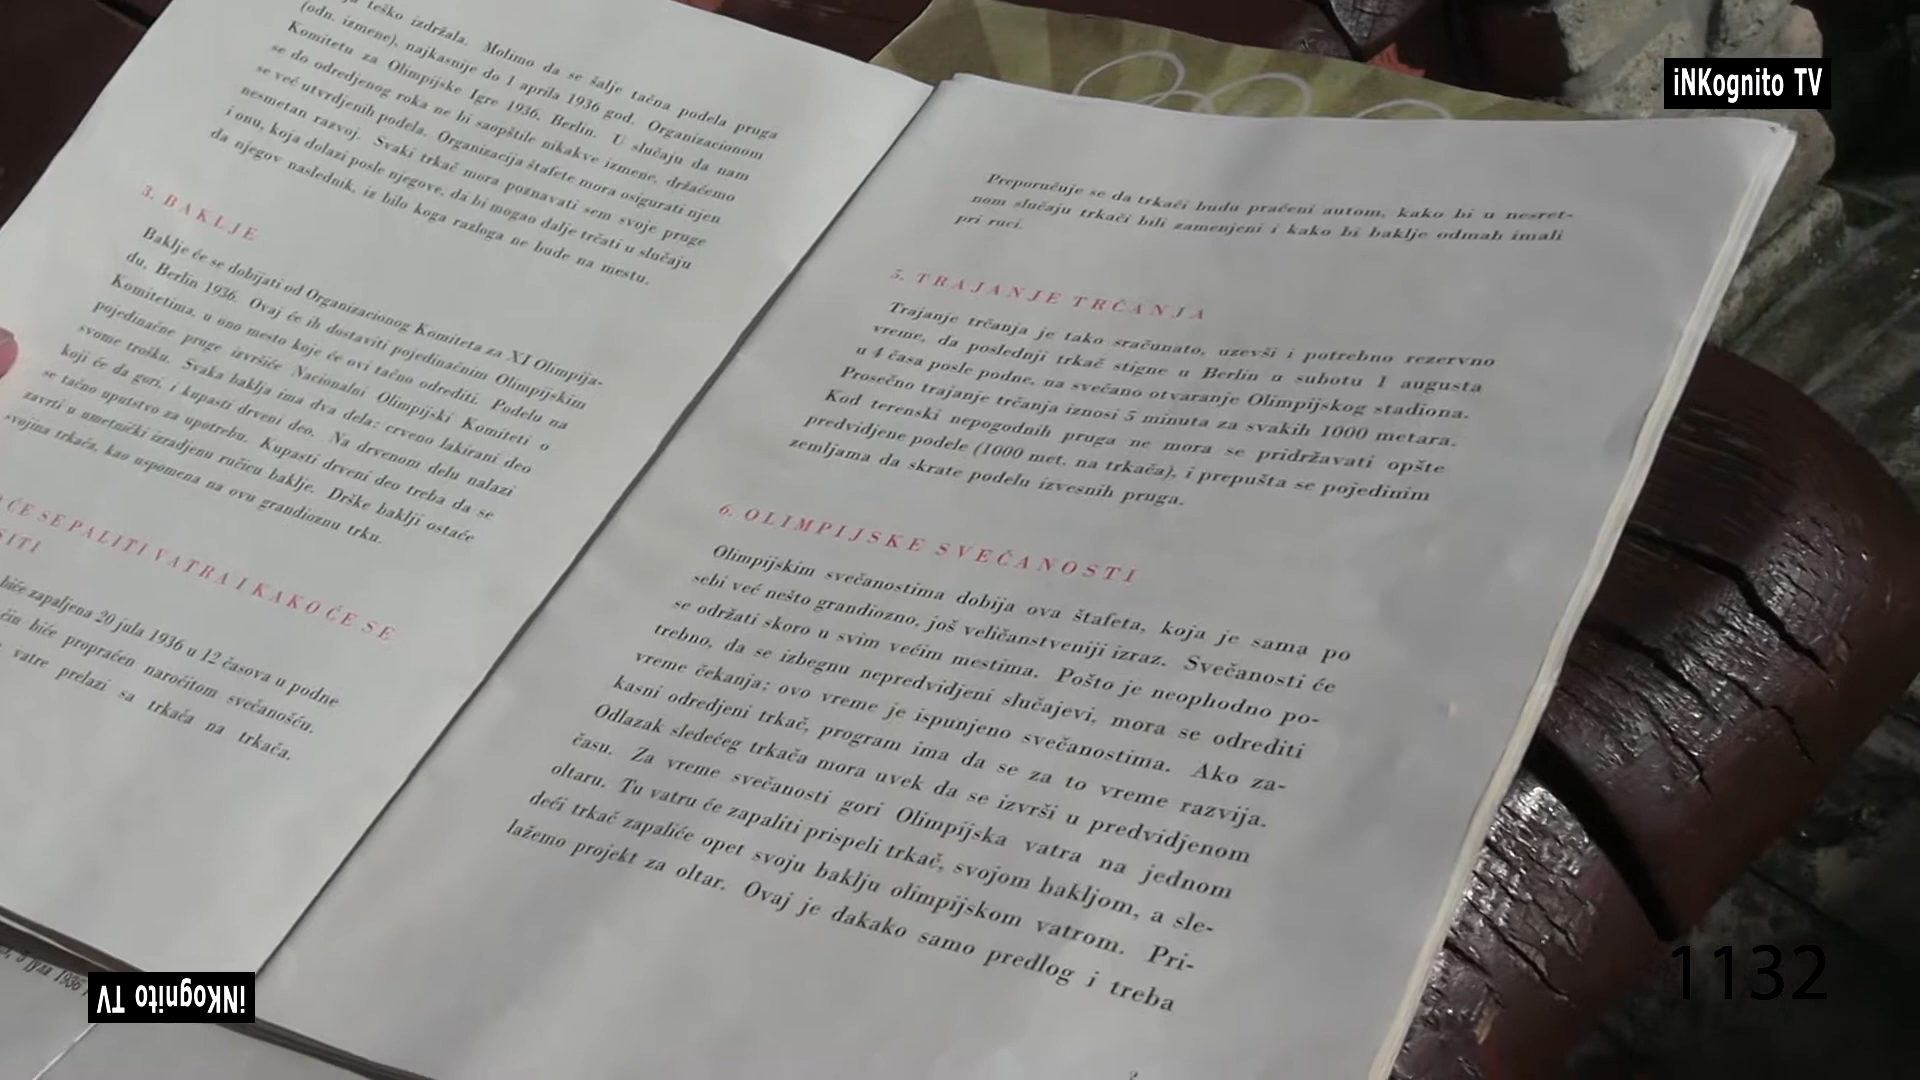 ja teško izdržala. Molimo da se šalje tačna podela pruga
(odn. izmene), najkasnije do 1 aprila 1936 god. Organizacionom
Komitetu za Olimpijske Igre 1936, Berlin. U slučaju da nam
se do odredjenog roka ne bi saopštile nikakve izmene, držaćemo
se već utvrdjenih podela. Organizacija štafete mora osigurati njen
nesmetan razvoj. Svaki trkač mora poznavati sem svoje pruge
i onu, koja dolazi posle njegove, da bi mogao dalje trčati u slučaju
da njegov naslednik, iz bilo koga razloga ne bude na mestu.
3. BAKLJE
Baklje će se dobijati od Organizacionog Komiteta za XI Olimpija-
du, Berlin 1936. Ovaj će ih dostaviti pojedinačnim Olimpijskim
Komitetima, u ono mesto koje će ovi tačno odrediti. Podelu na
pojedinačne pruge izvršiće Nacionalni Olimpijski Komiteti o
svome trošku. Svaka baklja ima dva dela: crveno lakirani deo
koji će da gori, i kupasti drveni deo. Na drvenom delu nalazi
se tačno uputstvo za upotrebu. Kupasti drveni deo treba da se
zavrti u umetnički izradjenu ručicu baklje. Drške baklji ostaće
svojina trkača, kao uspomena na ovu grandioznu trku.
ĆE SE PALITI VATRA I KAKO ĆE SE
SITI
biće zapaljena 20 jula 1936 u 12 časova u podne
čin biće propraćen naročitom svečanošću.
vatre prelazi sa trkača na trkača.
Preporučuje se da trkači budu praćeni autom, kako bi u nesret-
nom slučaju trkači bili zamenjeni i kako bi baklje odmah imali
pri ruci.
5. TRAJANJE TRČANJA
Trajanje trčanja je tako sračunato, uzevši i potrebno rezervno
vreme, da poslednji trkač stigne u Berlin u subotu 1 augusta
u 4 časa posle podne, na svečano otvaranje Olimpijskog stadiona.
Prosečno trajanje trčanja iznosi 5 minuta za svakih 1000 metara.
Kod terenski nepogodnih pruga ne mora se pridržavati opšte
predvidjene podele (1000 met. na trkača), i prepušta se pojedinim
zemljama da skrate podelu izvesnih pruga.
6. OLIMPIJSKE SVEČANOSTI
Olimpijskim svečanostima dobija ova štafeta, koja je sama po
sebi već nešto grandiozno, još veličanstveniji izraz. Svečanosti će
se održati skoro u svim većim mestima. Pošto je neophodno po-
trebno, da se izbegnu nepredvidjeni slučajevi, mora se odrediti
vreme čekanja; ovo vreme je ispunjeno svečanostima. Ako za-
kasni odredjeni trkač, program ima da se za to vreme razvija.
Odlazak sledećeg trkača mora uvek da se izvrši u predvidjenom
času. Za vreme svečanosti gori Olimpijska vatra na jednom
oltaru. Tu vatru će zapaliti prispeli trkač, svojom bakljom, a sle-
deći trkač zapaliće opet svoju baklju olimpijskom vatrom. Pri-
lažemo projekt za oltar. Ovaj je dakako samo predlog i treba
iNKognito TV
iNKognito TV
1132